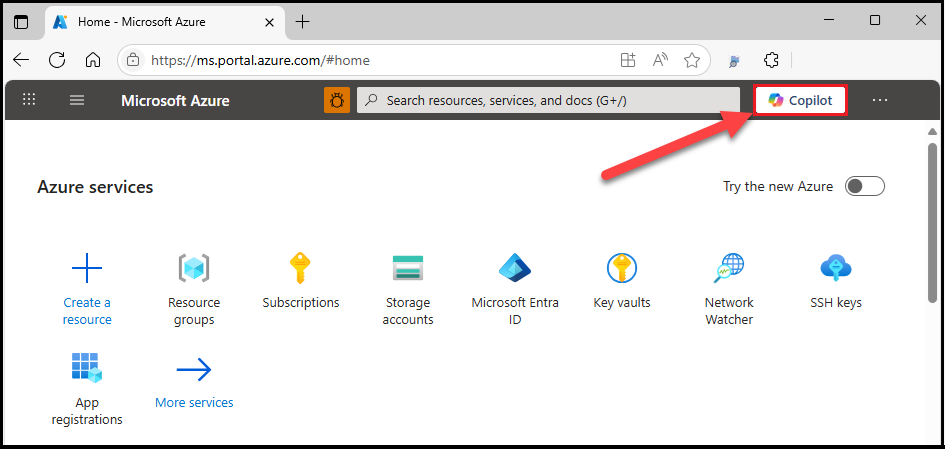 Home - Microsoft Azure
https://ms.portal.azure.com/#home
Microsoft Azure
Search resources, services, and docs (G+/)
Copilot
Azure services
Try the new Azure
Create a
resource
Resource
groups
Subscriptions
Storage
accounts
Microsoft Entra
ID
Key vaults
Network
Watcher
SSH keys
App
registrations
More services